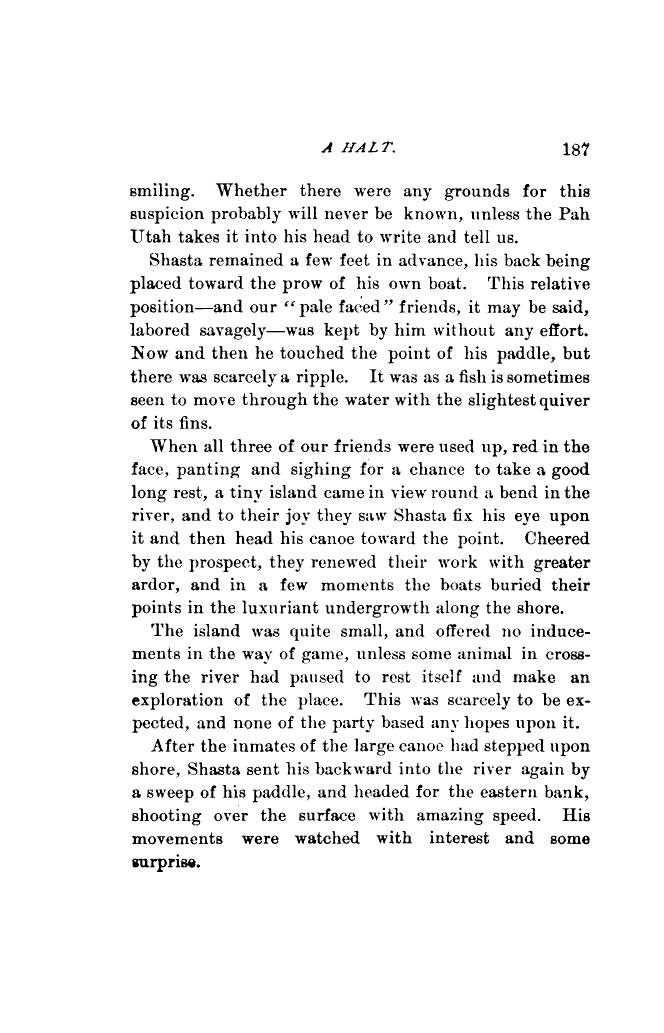 A HALT. 187
smiling. Whether there were any grounds for this
suspicion probably will never be known, unless the Pah
Utah takes it into his head to write and tell us.
Shasta remained a few feet in advance, his back being
placed toward the prow of his own boat. This relative
position—and our “pale faced” friends, it may be said,
labored savagely—was kept by him without any effort.
Now and then he touched the point of his paddle, but
there was scarcely a ripple. It was as a fish is sometimes
seen to move through the water with the slightest quiver
of its fins.
When all three of our friends were used up, red in the
face, panting and sighing for a chance to take a good
long rest, a tiny island came in view round a bend in the
river, and to their joy they saw Shasta fix his eye upon
it and then head his canoe toward the point. Cheered
by the prospect, they renewed their work with greater
ardor, and in a few moments the boats buried their
points in the luxuriant undergrowth along the shore.
The island was quite small, and offered no induce-
ments in the way of game, unless some animal in cross-
ing the river had paused to rest itself and make an
exploration of the place. This was scarcely to be ex-
pected, and none of the party based any hopes upon it.
After the inmates of the large canoe had stepped upon
shore, Shasta sent his backward into the river again by
a sweep of his paddle, and headed for the eastern bank,
shooting over the surface with amazing speed. His
movements were watched with interest and some
surprise.